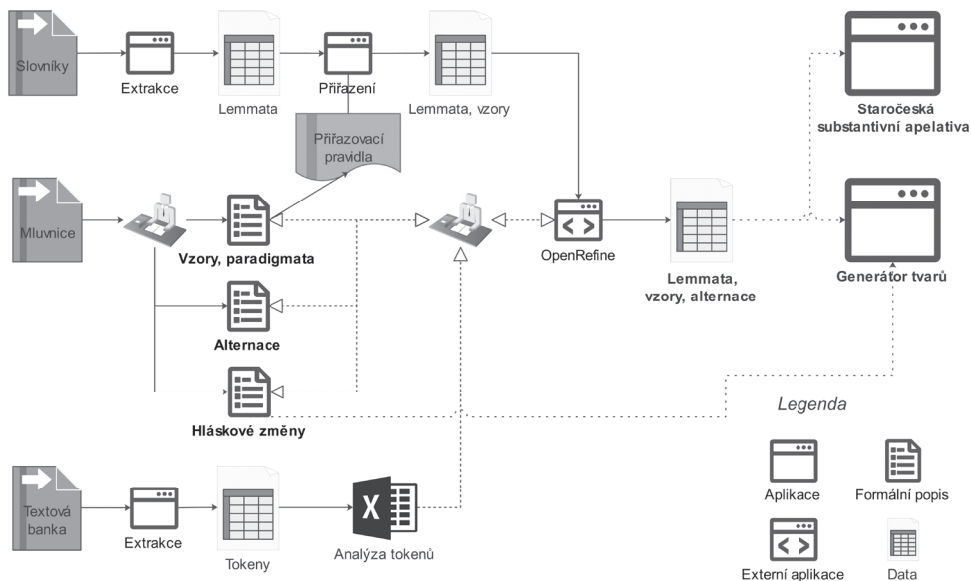 Slovníky
Extrakce
Lemmata
Přiřazení
Lemmata, vzory
Staročeská
substantivní apelativa
Přiřazovací
pravidla
Mluvnice
Vzory, paradigmata
OpenRefine
Lemmata,
vzory, alternace
Generátor tvarů
Alternace
Hláskové změny
Legenda
Aplikace
Formální popis
Textová
banka
Extrakce
Tokeny
X
Analýza tokenů
Externí aplikace
Data